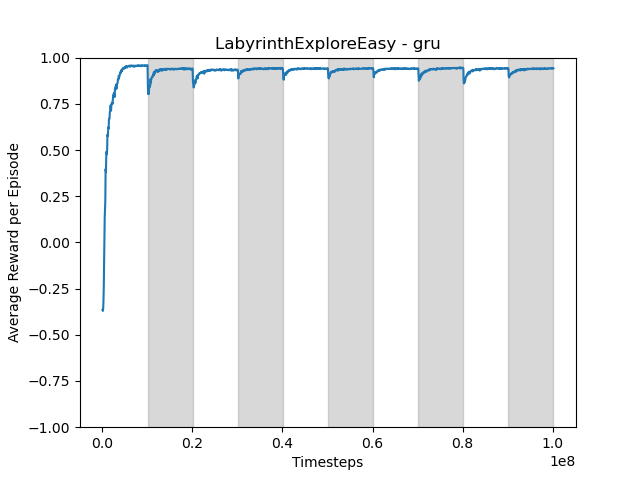 LabyrinthExploreEasy - gru
Average Reward per Episode
1.00
0.75
0.50
0.25
0.00
−0.25
−0.50
−0.75
−1.00
0.0 0.2 0.4 0.6 0.8 1.0
1e8
Timesteps